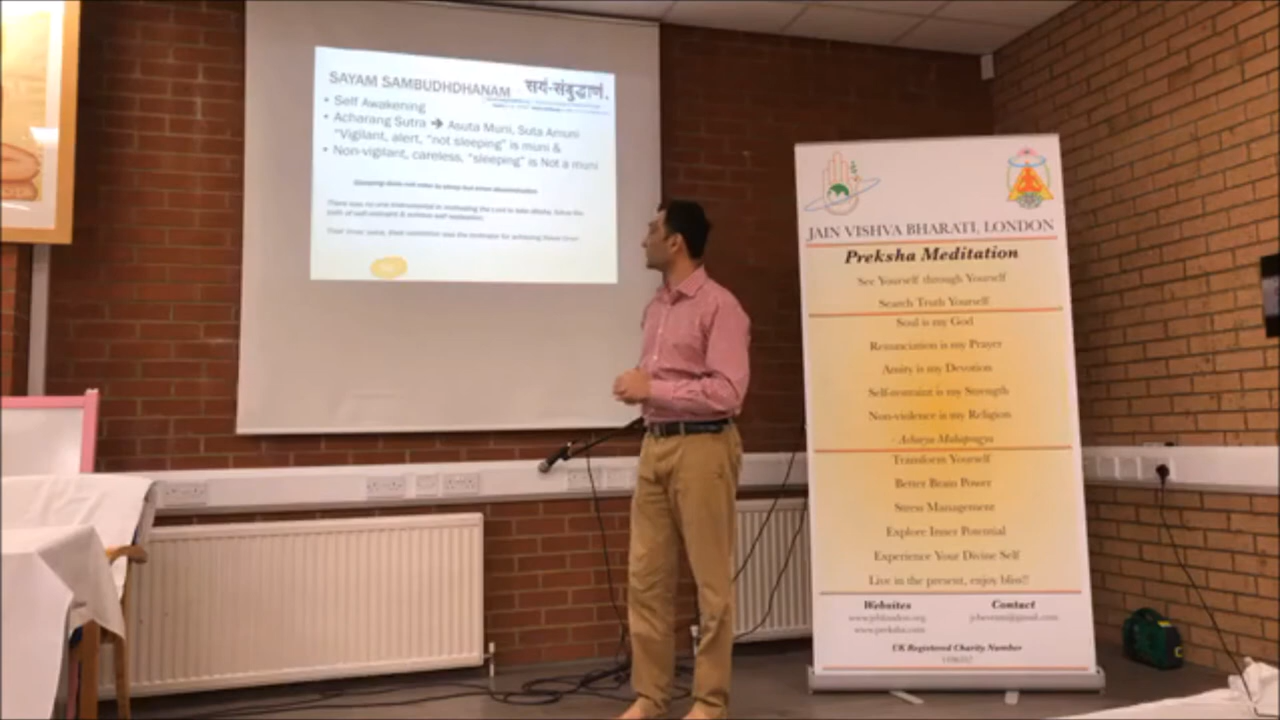 SAYAM SAMBUDHDHANAM सयं-संबुद्धाणं.
• Self Awakening
• Acharang Sutra → Asuta Muni, Suta Amuni
"Vigilant, alert, "not sleeping" is muni &
• Non-vigilant, careless, "sleeping" is Not a muni
JAIN VISHVA BHARATI, LONDON
Preksha Meditation
See Yourself through Yourself
Search Truth Yourself
Soul is my God
Renunciation is my Prayer
Amity is my Devotion
Self-restraint is my Strength
Non-violence is my Religion
- Acharya Mahapragya
Transform Yourself
Better Brain Power
Stress Management
Explore Inner Potential
Experience Your Divine Self
Live in the present, enjoy bliss!!
Websites
Contact
www.preksha.com
UK Registered Charity Number